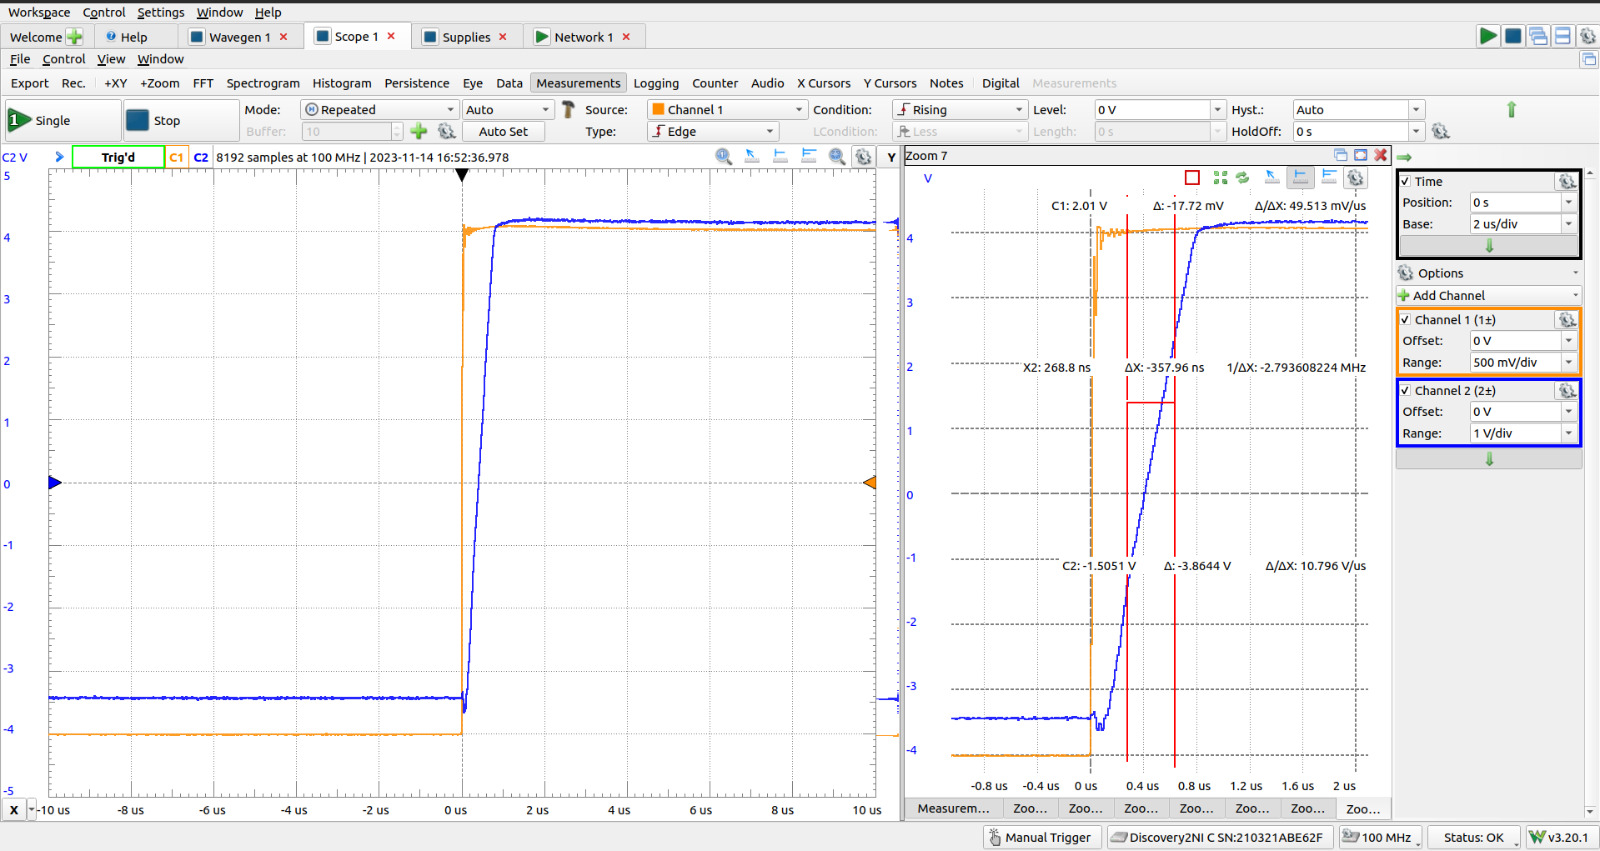 Workspace Control Settings Window Help
Welcome Help Wavegen 1 Scope 1 Supplies Network 1
File Control View Window
Export Rec. +XY +Zoom FFT Spectrogram Histogram Persistence Eye Data Measurements Logging Counter Audio X Cursors Y Cursors Notes Digital Measurements
1 Single Stop Mode: Repeated Auto Source: Channel 1 Condition: Rising Level: 0 V Hyst.: Auto
Buffer: 10 Auto Set Type: Edge LCondition: Less Length: 0 s HoldOff: 0 s
C2 V Trig'd C1 C2 8192 samples at 100 MHz | 2023-11-14 16:52:36.978 Y
5
4
3
2
1
0
-1
-2
-3
-4
-5
X -10 us -8 us -6 us -4 us -2 us 0 us 2 us 4 us 6 us 8 us 10 us
Zoom 7
V
C1: 2.01 V Δ: -17.72 mV Δ/ΔX: 49.513 mV/us
4
3
X2: 268.8 ns ΔX: -357.96 ns 1/ΔX: -2.793608224 MHz
2
1
0
-1
C2: -1.5051 V Δ: -3.8644 V Δ/ΔX: 10.796 V/us
-2
-3
-4
-0.8 us -0.4 us 0 us 0.4 us 0.8 us 1.2 us 1.6 us 2 us
Measurem... Zoo... Zoo... Zoo... Zoo... Zoo... Zoo... Zoo...
Time
Position: 0 s
Base: 2 us/div
Options
Add Channel
Channel 1 (1±)
Offset: 0 V
Range: 500 mV/div
Channel 2 (2±)
Offset: 0 V
Range: 1 V/div
Manual Trigger Discovery2NI C SN:210321ABE62F 100 MHz Status: OK W v3.20.1